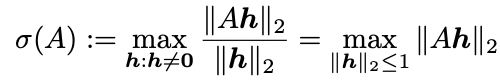 σ(A) := max_{h:h≠0} ‖Ah‖₂ / ‖h‖₂ = max_{‖h‖₂≤1} ‖Ah‖₂